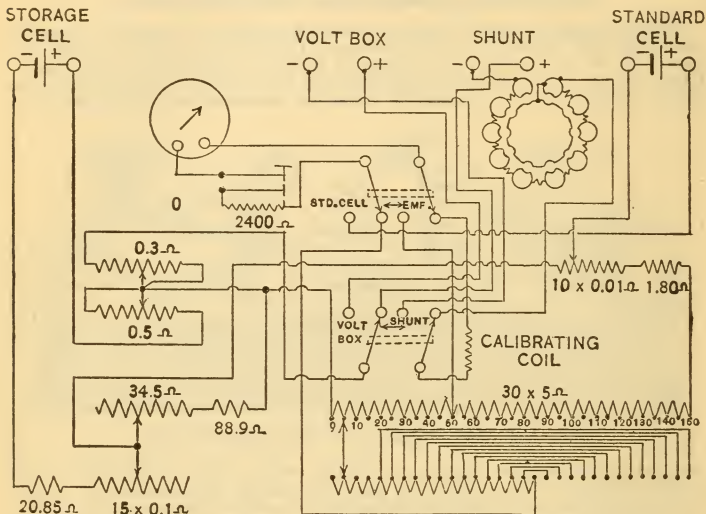 STORAGE
CELL
- +
VOLT BOX
- +
SHUNT
- +
STANDARD
CELL
- +
0
2400 Ω
STD. CELL
EMF
0.3 Ω
0.5 Ω
10 x 0.01 Ω
1.80 Ω
VOLT
BOX
SHUNT
CALIBRATING
COIL
34.5 Ω
88.9 Ω
30 x 5 Ω
0 10 20 30 40 50 60 70 80 90 100 110 120 130 140 150
20.85 Ω
15 x 0.1 Ω